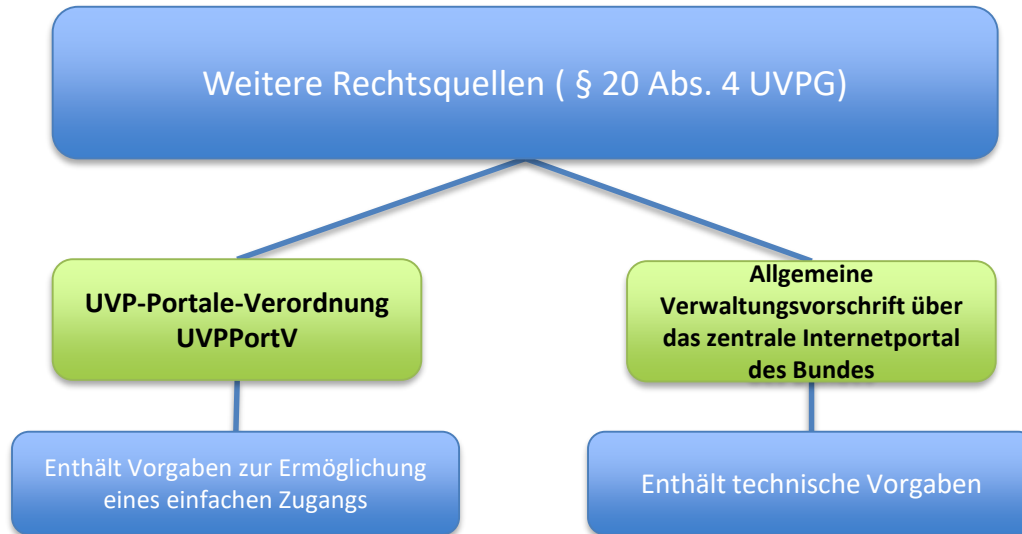 Weitere Rechtsquellen ( § 20 Abs. 4 UVPG)
UVP-Portale-Verordnung
UVPPortV
Allgemeine
Verwaltungsvorschrift über
das zentrale Internetportal
des Bundes
Enthält Vorgaben zur Ermöglichung
eines einfachen Zugangs
Enthält technische Vorgaben